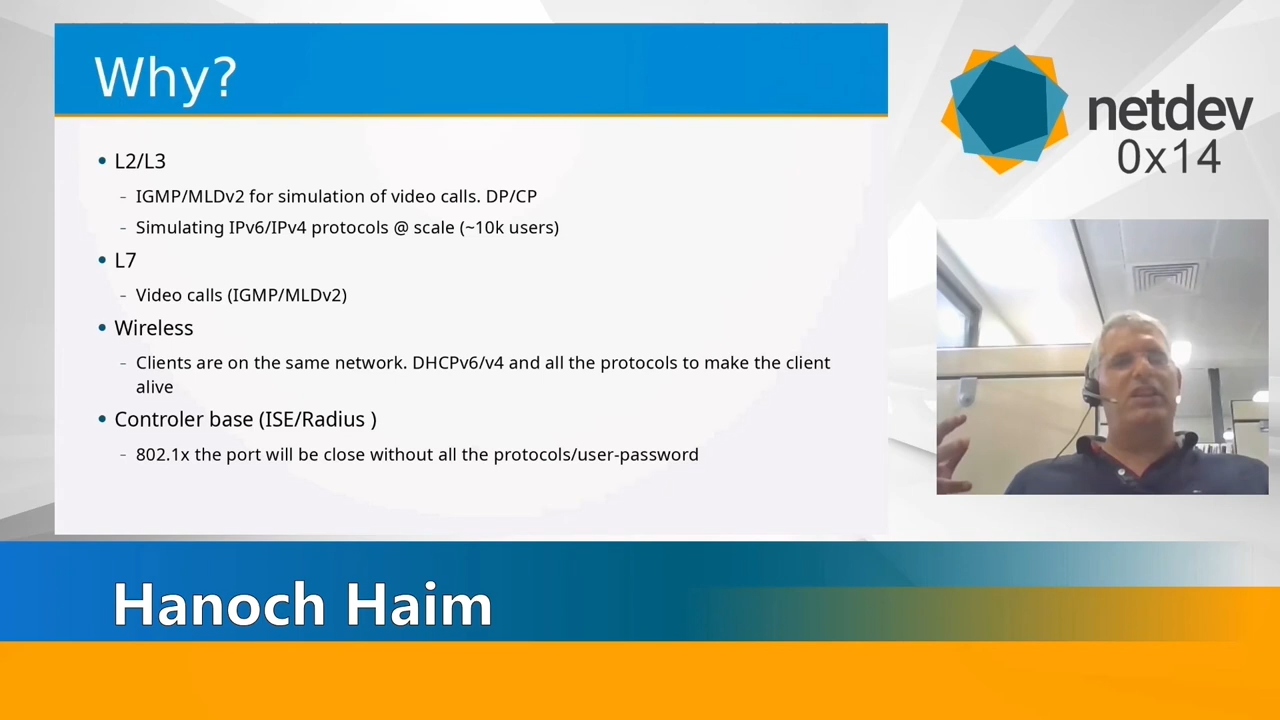 Why?
• L2/L3
– IGMP/MLDv2 for simulation of video calls. DP/CP
– Simulating IPv6/IPv4 protocols @ scale (~10k users)
• L7
– Video calls (IGMP/MLDv2)
• Wireless
– Clients are on the same network. DHCPv6/v4 and all the protocols to make the client
alive
• Controler base (ISE/Radius )
– 802.1x the port will be close without all the protocols/user-password
netdev
0x14
Hanoch Haim